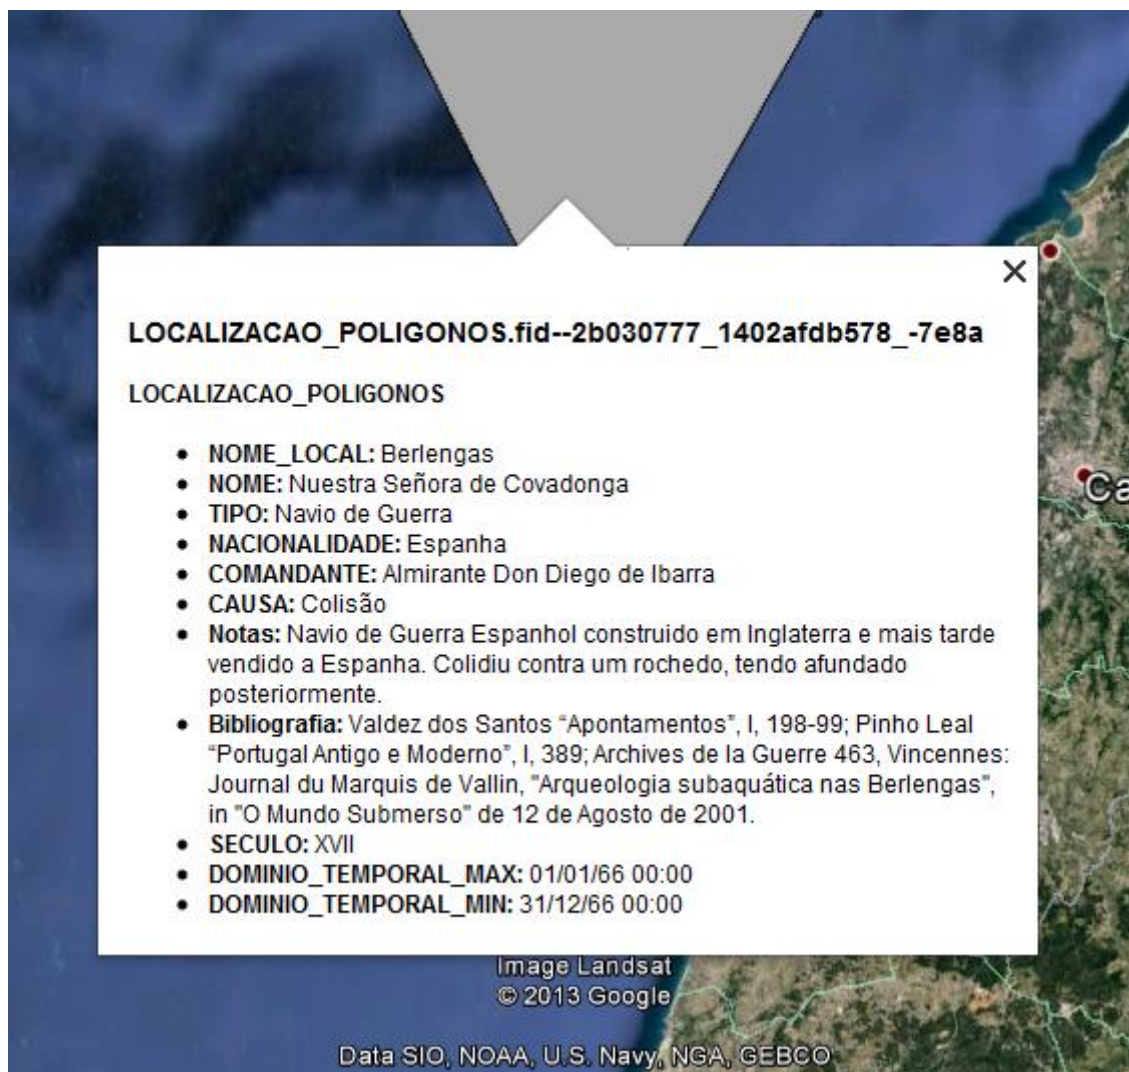 LOCALIZACAO_POLIGONOS.fid--2b030777_1402afdb578_-7e8a
LOCALIZACAO_POLIGONOS
• NOME_LOCAL: Berlengas
• NOME: Nuestra Señora de Covadonga
• TIPO: Navio de Guerra
• NACIONALIDADE: Espanha
• COMANDANTE: Almirante Don Diego de Ibarra
• CAUSA: Colisão
• Notas: Navio de Guerra Espanhol construido em Inglaterra e mais tarde
vendido a Espanha. Colidiu contra um rochedo, tendo afundado
posteriormente.
• Bibliografia: Valdez dos Santos “Apontamentos”, I, 198-99; Pinho Leal
“Portugal Antigo e Moderno”, I, 389; Archives de la Guerre 463, Vincennes:
Journal du Marquis de Vallin, "Arqueologia subaquática nas Berlengas",
in "O Mundo Submerso" de 12 de Agosto de 2001.
• SECULO: XVII
• DOMINIO_TEMPORAL_MAX: 01/01/66 00:00
• DOMINIO_TEMPORAL_MIN: 31/12/66 00:00
Ca
Image Landsat
© 2013 Google
Data SIO, NOAA, U.S. Navy, NGA, GEBCO